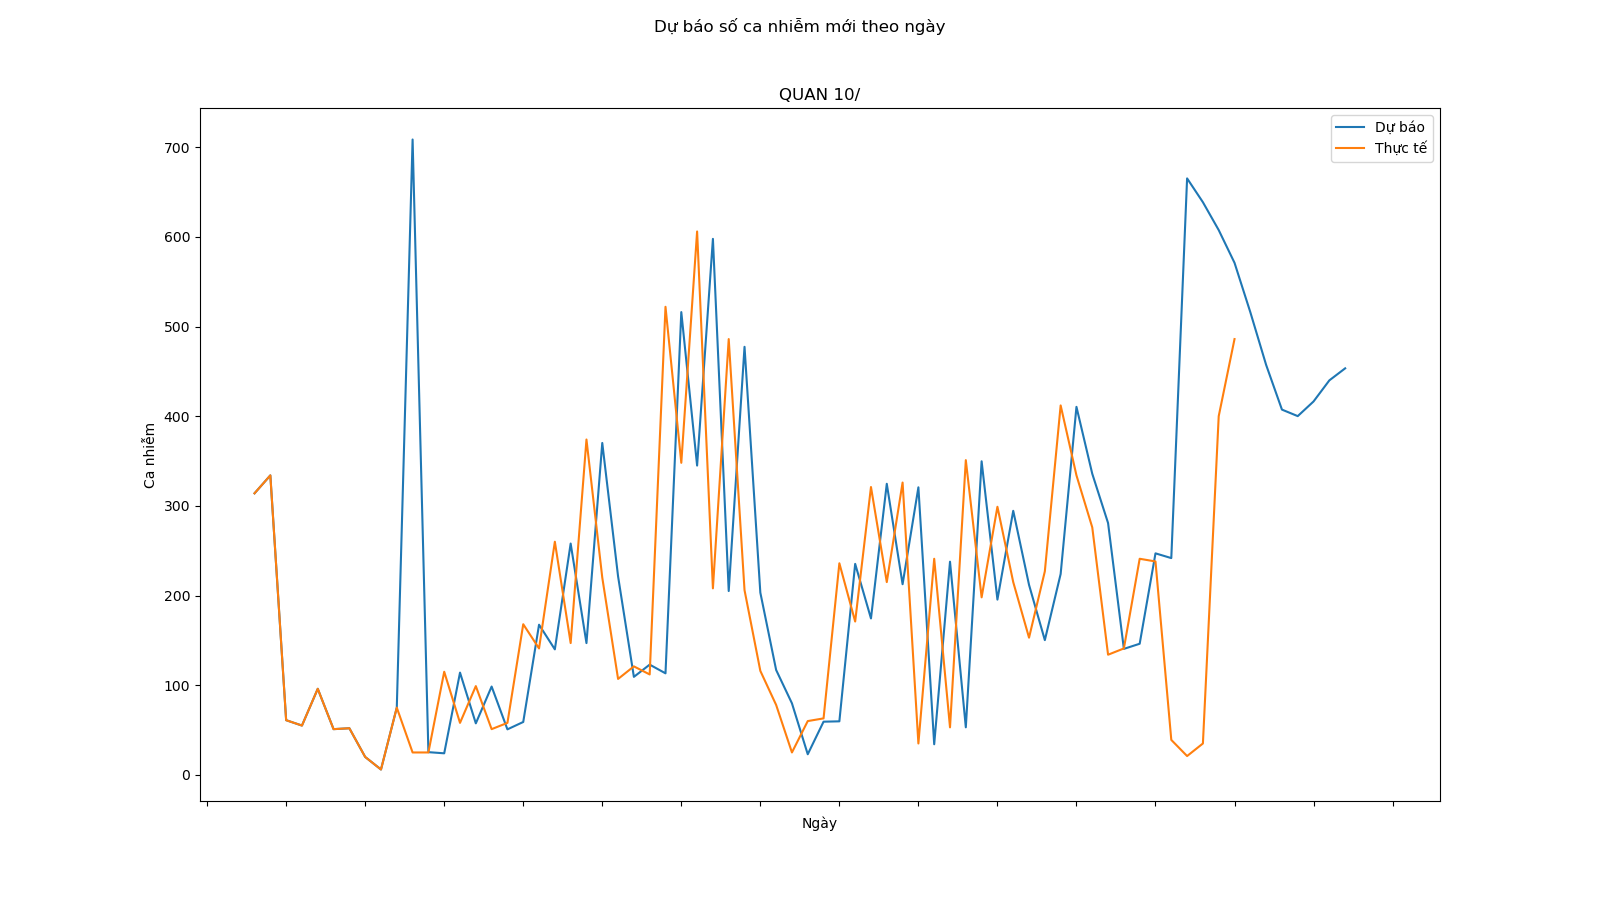 Dự báo số ca nhiễm mới theo ngày
QUAN 10/
Dự báo
Thực tế
700
600
500
400
300
200
100
0
Ca nhiễm
Ngày